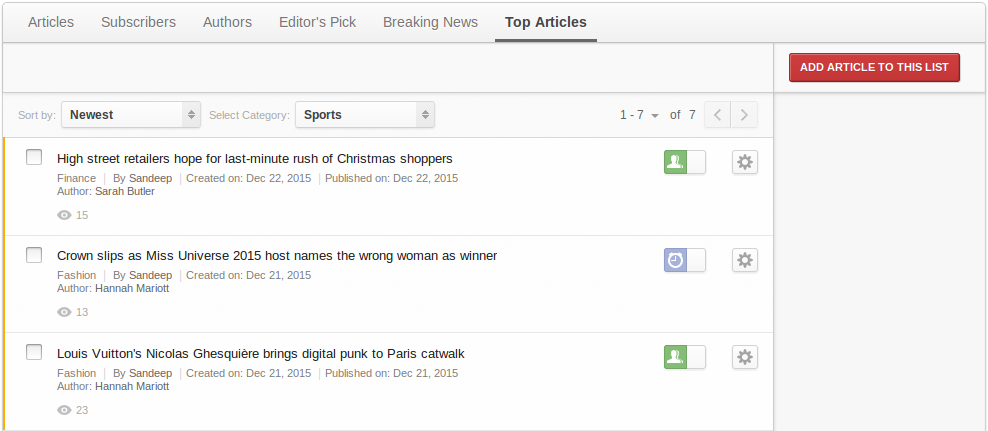 Articles Subscribers Authors Editor's Pick Breaking News Top Articles
ADD ARTICLE TO THIS LIST
Sort by: Newest Select Category: Sports 1 - 7 of 7
High street retailers hope for last-minute rush of Christmas shoppers
Finance | By Sandeep | Created on: Dec 22, 2015 | Published on: Dec 22, 2015
Author: Sarah Butler
15
Crown slips as Miss Universe 2015 host names the wrong woman as winner
Fashion | By Sandeep | Created on: Dec 21, 2015
Author: Hannah Mariott
13
Louis Vuitton's Nicolas Ghesquière brings digital punk to Paris catwalk
Fashion | By Sandeep | Created on: Dec 21, 2015 | Published on: Dec 21, 2015
Author: Hannah Mariott
23